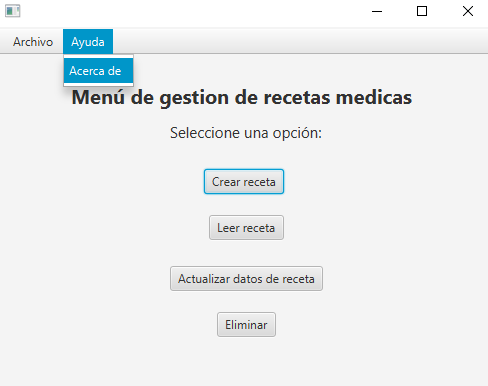 Archivo Ayuda
Acerca de
Menú de gestion de recetas medicas
Seleccione una opción:
Crear receta
Leer receta
Actualizar datos de receta
Eliminar